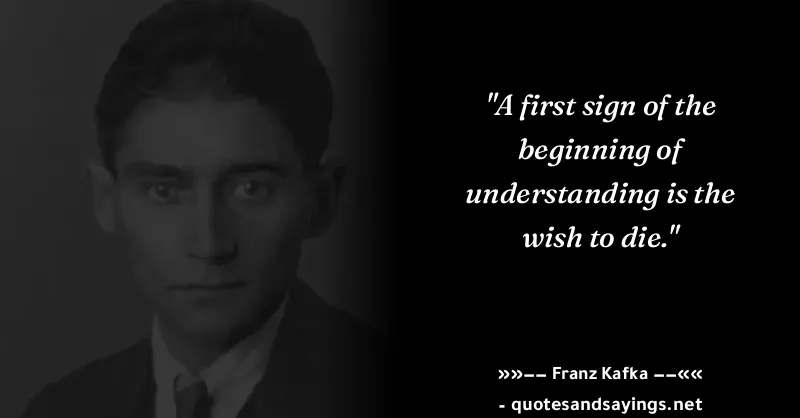 "A first sign of the
beginning of
understanding is the
wish to die."
»»−− Franz Kafka −−««
- quotesandsayings.net